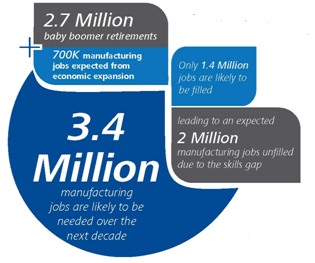 2.7 Million
baby boomer retirements
700K manufacturing
jobs expected from
economic expansion
Only 1.4 Million
jobs are likely to
be filled
leading to an expected
2 Million
manufacturing jobs unfilled
due to the skills gap
3.4
Million
manufacturing
jobs are likely to be
needed over the
next decade